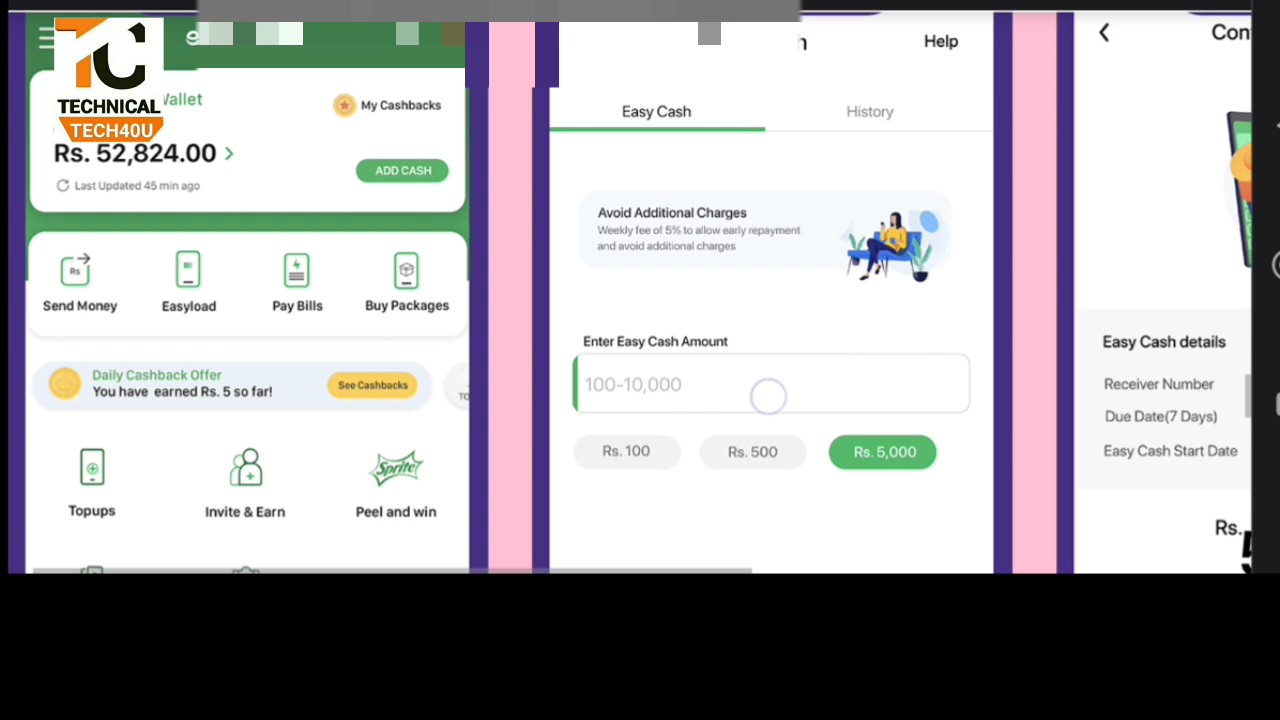 TC
TECHNICAL
TECH40U
Wallet
My Cashbacks
Rs. 52,824.00
ADD CASH
Last Updated 45 min ago
Send Money
Easyload
Pay Bills
Buy Packages
Daily Cashback Offer
You have earned Rs. 5 so far!
See Cashbacks
TO
Topups
Invite & Earn
Sprite
Peel and win
Help
Easy Cash
History
Avoid Additional Charges
Weekly fee of 5% to allow early repayment
and avoid additional charges
Enter Easy Cash Amount
100-10,000
Rs. 100
Rs. 500
Rs. 5,000
Con
Easy Cash details
Receiver Number
Due Date(7 Days)
Easy Cash Start Date
Rs.